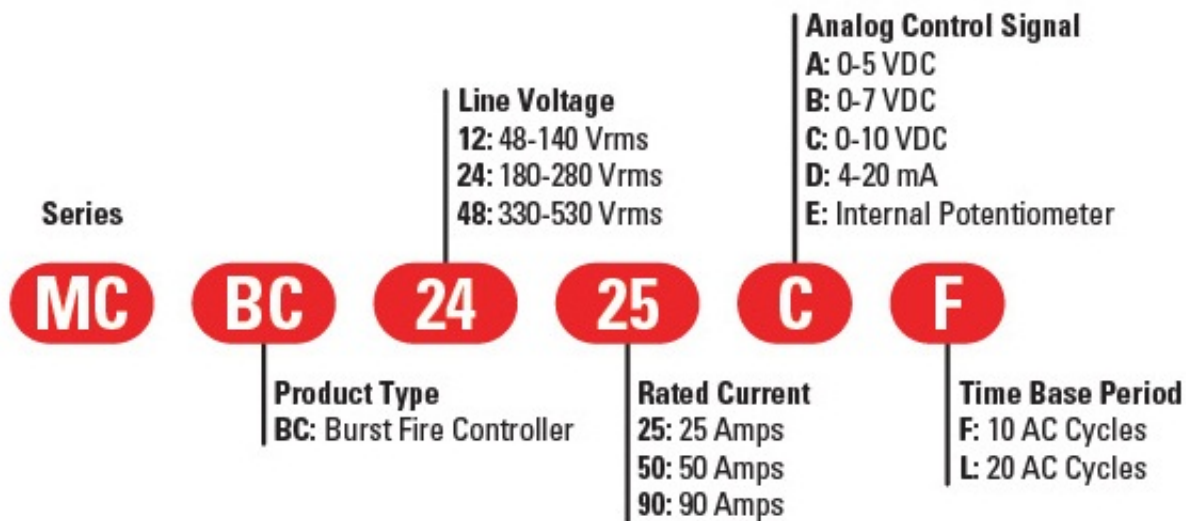 Analog Control Signal
A: 0-5 VDC
B: 0-7 VDC
C: 0-10 VDC
D: 4-20 mA
E: Internal Potentiometer
Line Voltage
12: 48-140 Vrms
24: 180-280 Vrms
48: 330-530 Vrms
Series
MC BC 24 25 C F
Product Type
BC: Burst Fire Controller
Rated Current
25: 25 Amps
50: 50 Amps
90: 90 Amps
Time Base Period
F: 10 AC Cycles
L: 20 AC Cycles